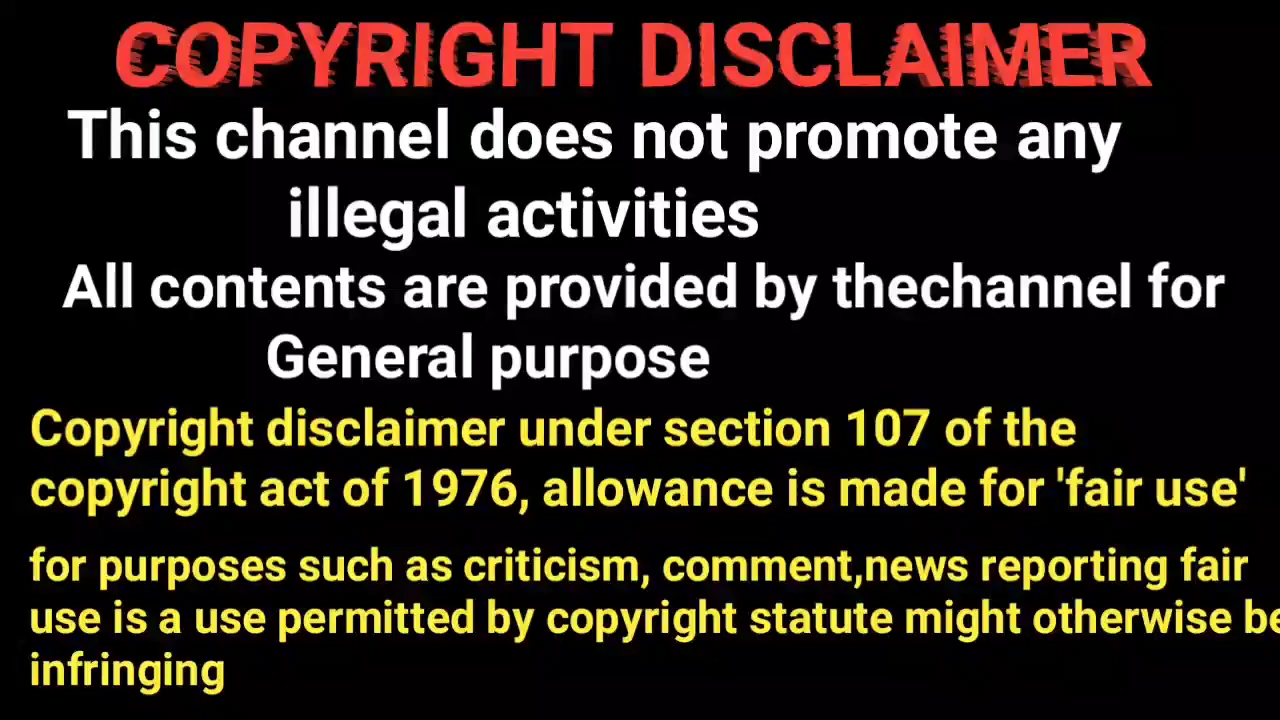 COPYRIGHT DISCLAIMER
This channel does not promote any
illegal activities
All contents are provided by thechannel for
General purpose
Copyright disclaimer under section 107 of the
copyright act of 1976, allowance is made for 'fair use'
for purposes such as criticism, comment,news reporting fair
use is a use permitted by copyright statute might otherwise be
infringing